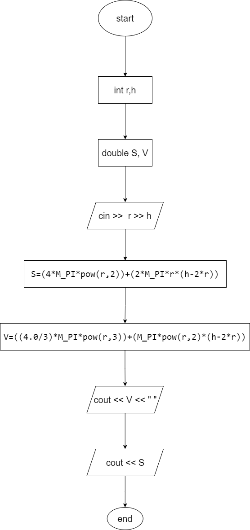 start
int r,h
double S, V
cin >> r >> h
S=(4*M_PI*pow(r,2))+(2*M_PI*r*(h-2*r))
V=((4.0/3)*M_PI*pow(r,3))+(M_PI*pow(r,2)*(h-2*r))
cout << V << " "
cout << S
end